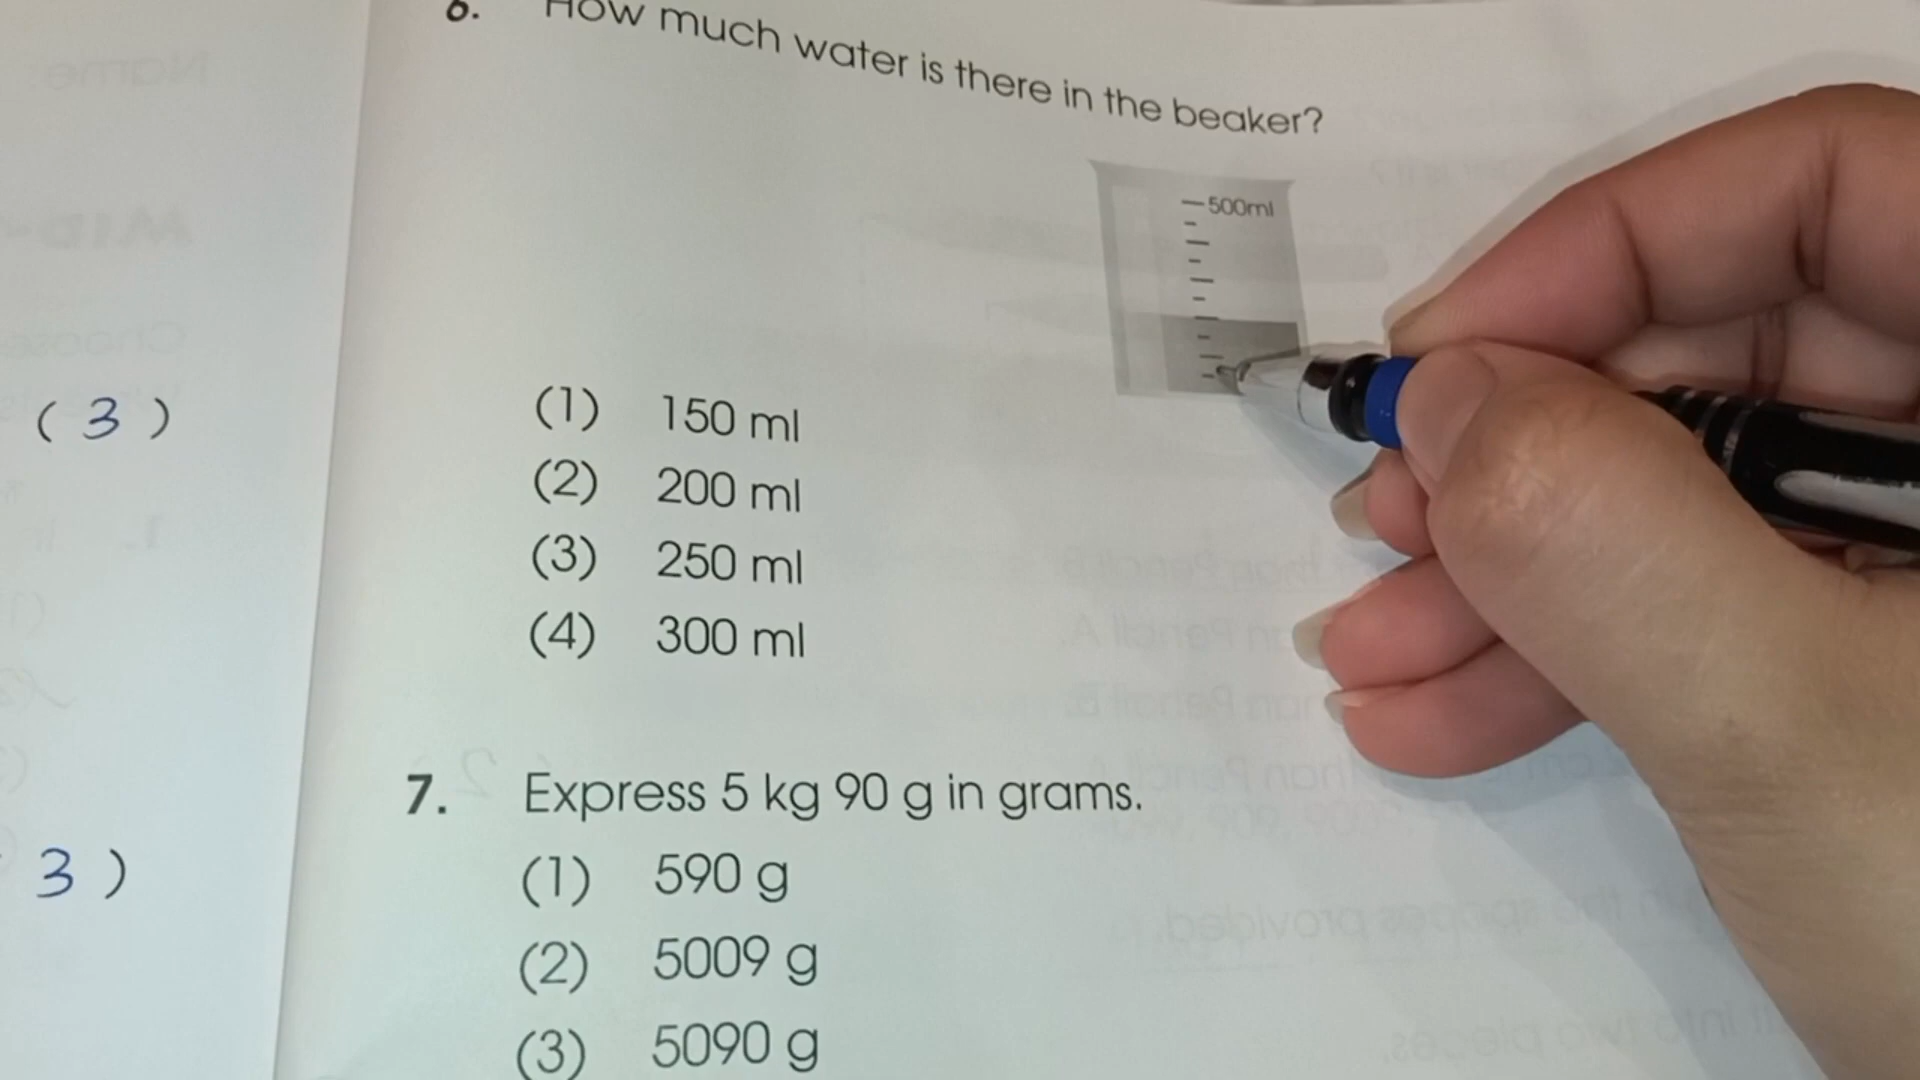 6. How much water is there in the beaker?
500ml
(1) 150 ml
(2) 200 ml
(3) 250 ml
(4) 300 ml
(3)
7. Express 5 kg 90 g in grams.
(1) 590 g
3)
(2) 5009 g
(3) 5090 g